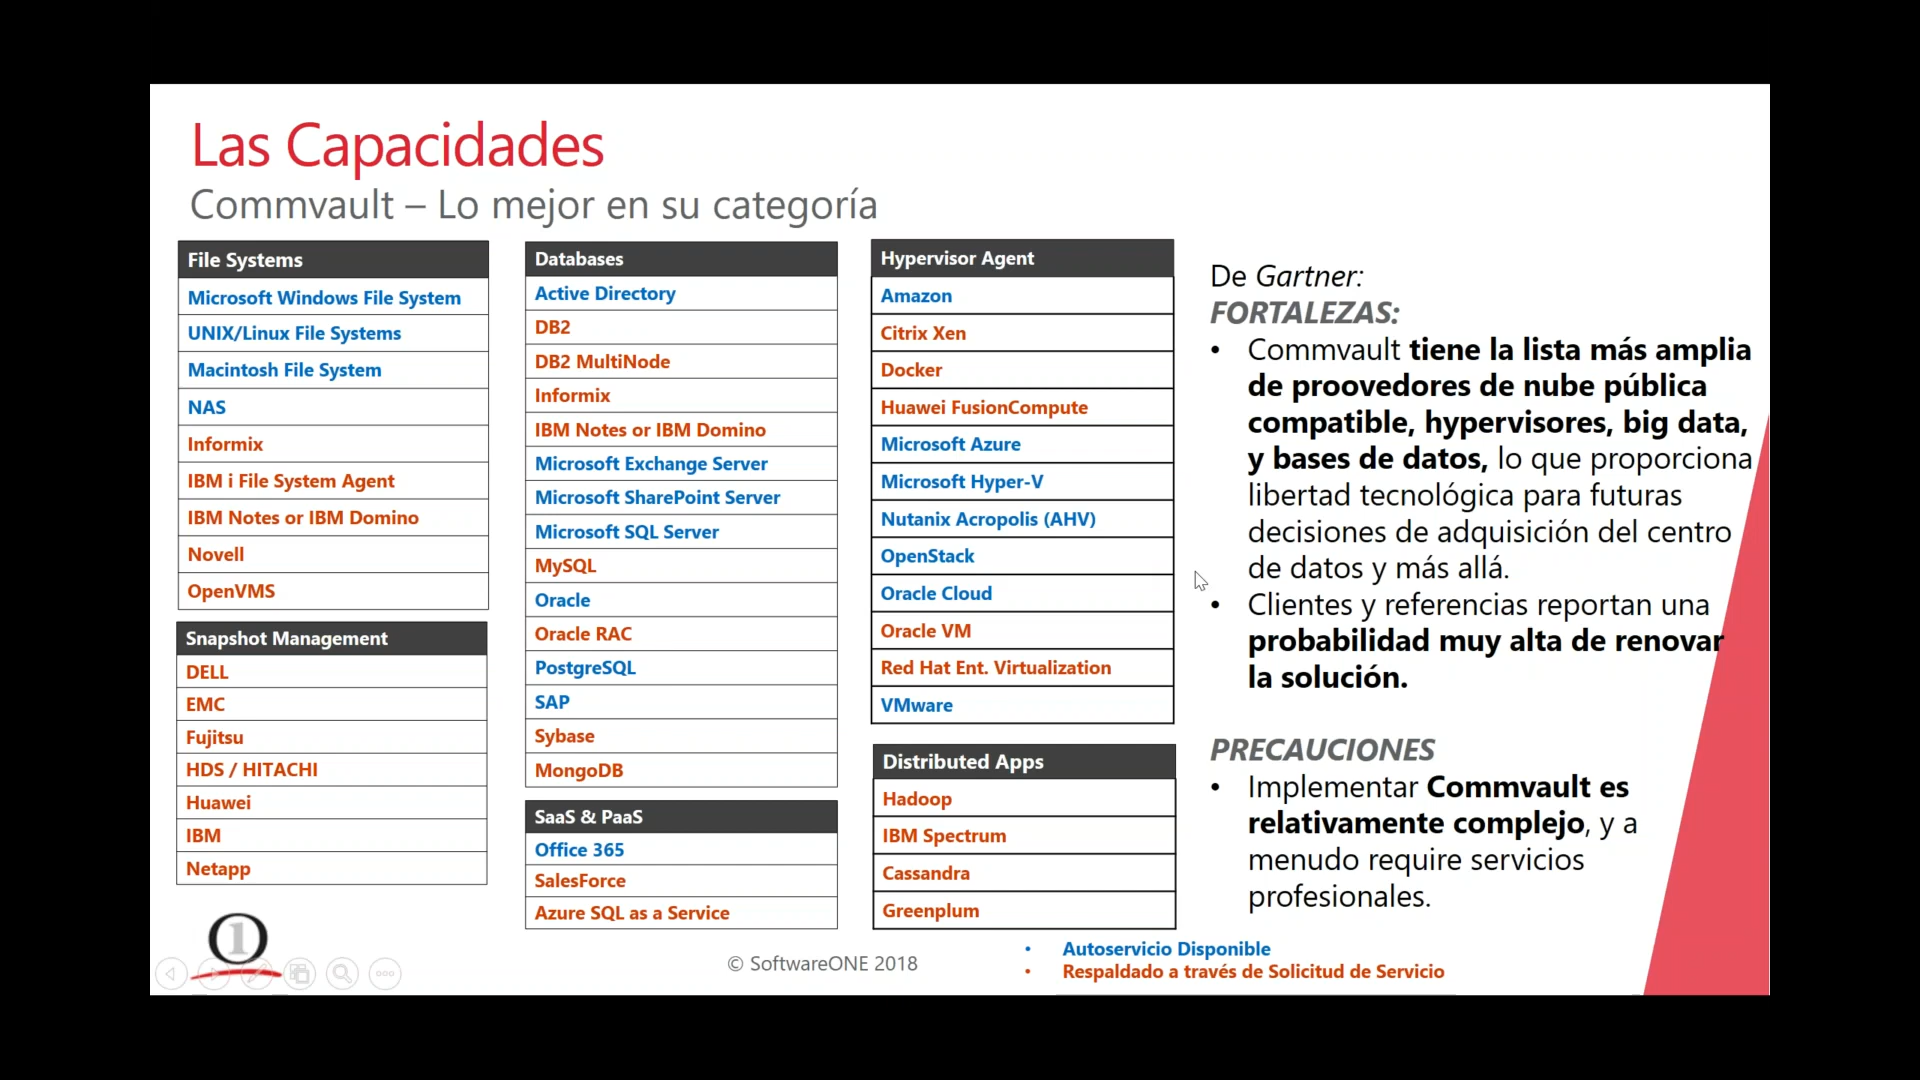 Las Capacidades
Commvault – Lo mejor en su categoría
File Systems
Microsoft Windows File System
UNIX/Linux File Systems
Macintosh File System
NAS
Informix
IBM i File System Agent
IBM Notes or IBM Domino
Novell
OpenVMS
Snapshot Management
DELL
EMC
Fujitsu
HDS / HITACHI
Huawei
IBM
Netapp
Databases
Active Directory
DB2
DB2 MultiNode
Informix
IBM Notes or IBM Domino
Microsoft Exchange Server
Microsoft SharePoint Server
Microsoft SQL Server
MySQL
Oracle
Oracle RAC
PostgreSQL
SAP
Sybase
MongoDB
SaaS & PaaS
Office 365
SalesForce
Azure SQL as a Service
Hypervisor Agent
Amazon
Citrix Xen
Docker
Huawei FusionCompute
Microsoft Azure
Microsoft Hyper-V
Nutanix Acropolis (AHV)
OpenStack
Oracle Cloud
Oracle VM
Red Hat Ent. Virtualization
VMware
Distributed Apps
Hadoop
IBM Spectrum
Cassandra
Greenplum
De Gartner:
FORTALEZAS:
• Commvault tiene la lista más amplia
de proovedores de nube pública
compatible, hypervisores, big data,
y bases de datos, lo que proporciona
libertad tecnológica para futuras
decisiones de adquisición del centro
de datos y más allá.
• Clientes y referencias reportan una
probabilidad muy alta de renovar
la solución.
PRECAUCIONES
• Implementar Commvault es
relativamente complejo, y a
menudo require servicios
profesionales.
• Autoservicio Disponible
• Respaldado a través de Solicitud de Servicio
1
© SoftwareONE 2018